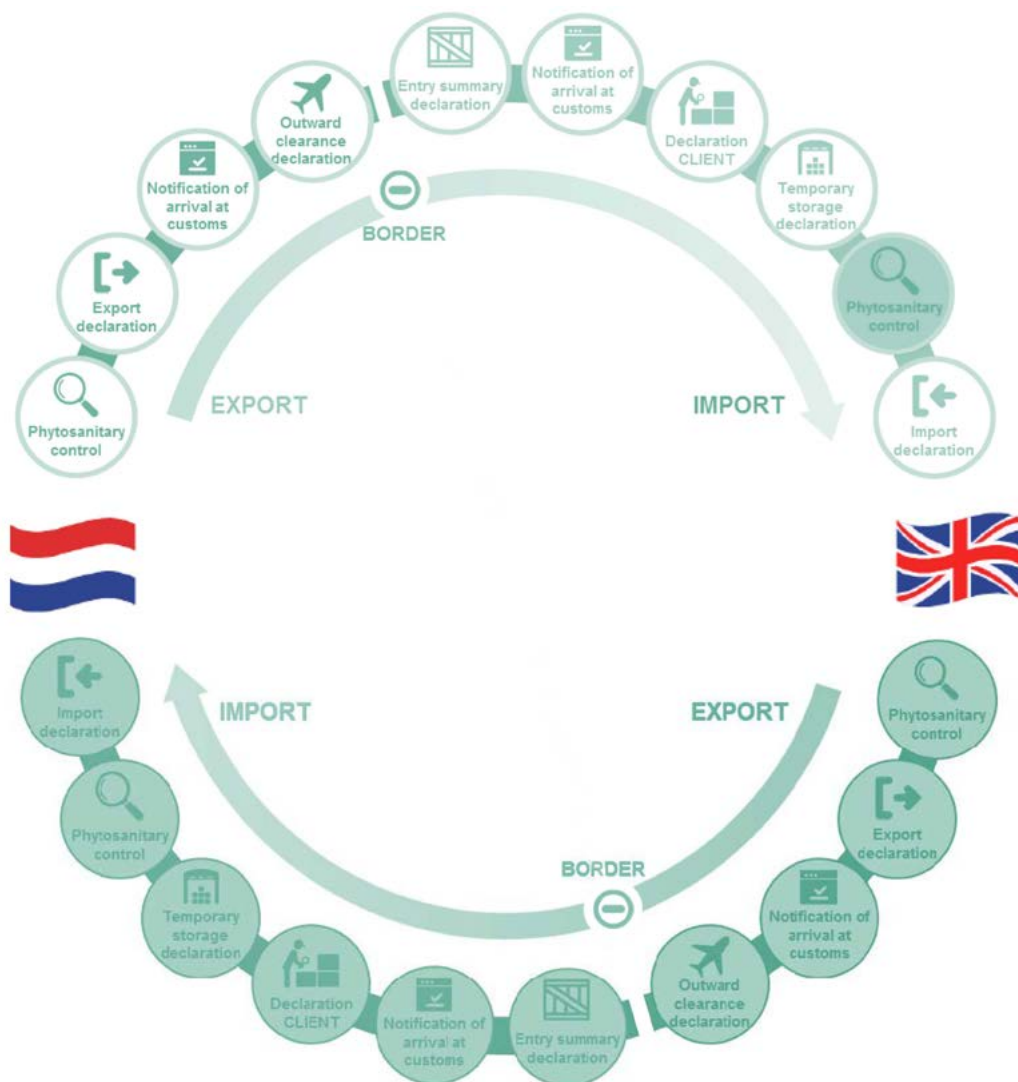 Entry summary
declaration
Notification of
arrival at
customs
Outward
clearance
declaration
Declaration
CLIENT
Notification of
arrival at
customs
Temporary
storage
declaration
BORDER
Export
declaration
Phytosanitary
control
EXPORT
IMPORT
Phytosanitary
control
Import
declaration
Import
declaration
IMPORT
EXPORT
Phytosanitary
control
Phytosanitary
control
Export
declaration
BORDER
Temporary
storage
declaration
Notification of
arrival at
customs
Declaration
CLIENT
Outward
clearance
declaration
Notification of
arrival at
customs
Entry summary
declaration